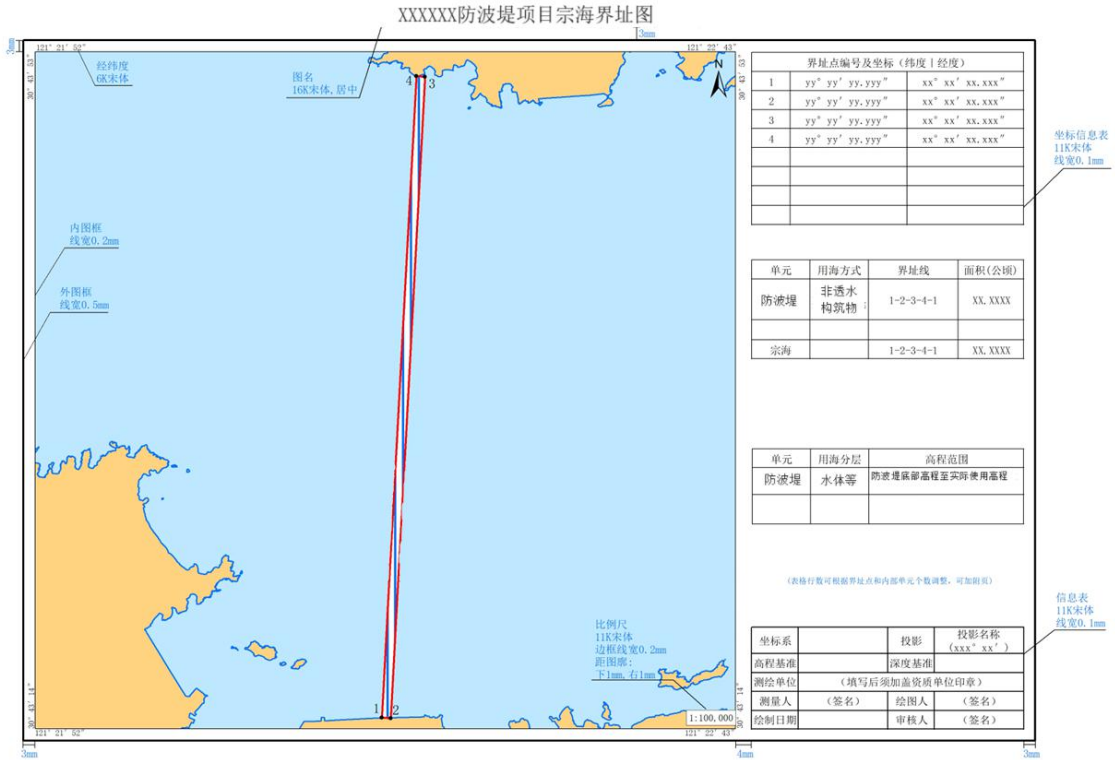 XXXXXX防波堤项目宗海界址图
3mm
3mm
121° 21′ 52″
121° 22′ 43″
30° 43′ 53″
30° 43′ 53″
经纬度
6K宋体
图名
16K宋体,居中
4
3
N
界址点编号及坐标（纬度|经度）
1 yy° yy′ yy.yyy″ xx° xx′ xx.xxx″
2 yy° yy′ yy.yyy″ xx° xx′ xx.xxx″
3 yy° yy′ yy.yyy″ xx° xx′ xx.xxx″
4 yy° yy′ yy.yyy″ xx° xx′ xx.xxx″
坐标信息表
11K宋体
线宽0.1mm
内图框
线宽0.2mm
外图框
线宽0.5mm
单元 用海方式 界址线 面积(公顷)
防波堤 非透水构筑物 1-2-3-4-1 XX.XXXX
宗海 1-2-3-4-1 XX.XXXX
单元 用海分层 高程范围
防波堤 水体等 防波堤底部高程至实际使用高程
（表格行数可根据界址点和内部单元个数调整，可加附页）
信息表
11K宋体
线宽0.1mm
比例尺
11K宋体
边框线宽0.2mm
距图廓:
下1mm,右1mm
坐标系 投影 投影名称
(xxx° xx′)
高程基准 深度基准
测绘单位 （填写后须加盖资质单位印章）
测量人 （签名） 绘图人 （签名）
绘制日期 审核人 （签名）
1
2
1:100,000
30° 43′ 14″
30° 43′ 14″
121° 21′ 52″
121° 22′ 43″
3mm
4mm
3mm